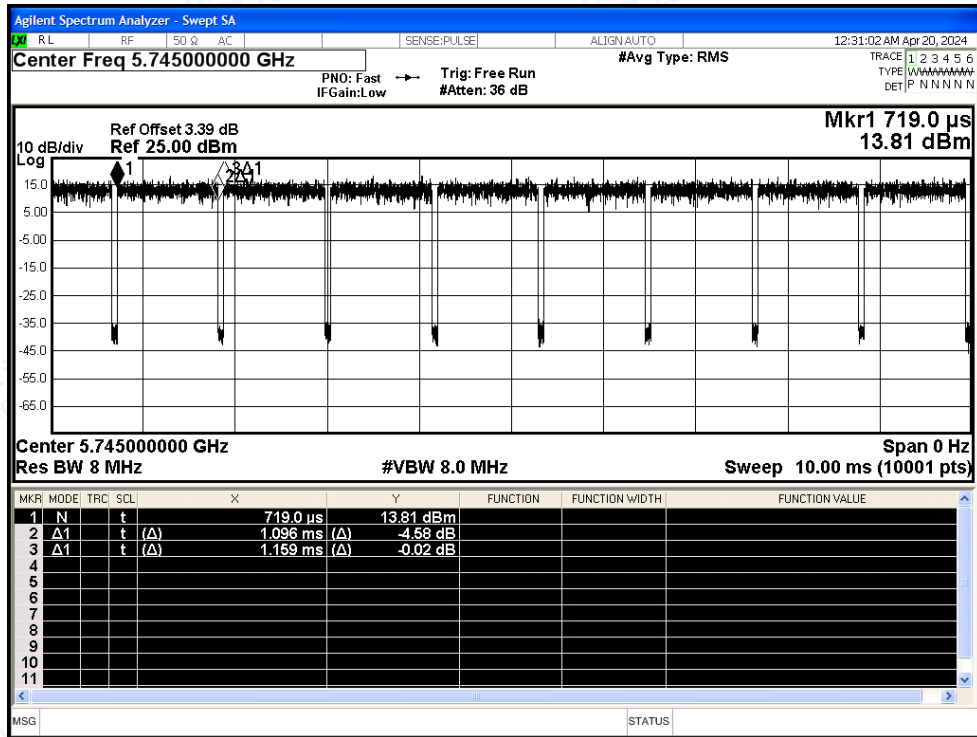 Agilent Spectrum Analyzer - Swept SA
LXI RL RF 50 Ω AC SENSE:PULSE ALIGN AUTO 12:31:02 AM Apr 20, 2024
Center Freq 5.745000000 GHz
PNO: Fast
IFGain:Low
Trig: Free Run
#Atten: 36 dB
#Avg Type: RMS
TRACE 1 2 3 4 5 6
TYPE WWWWWW
DET P N N N N N
Mkr1 719.0 µs
13.81 dBm
Ref Offset 3.39 dB
10 dB/div Ref 25.00 dBm
Log
1
2Δ1
3Δ1
15.0
5.00
-5.00
-15.0
-25.0
-35.0
-45.0
-55.0
-65.0
Center 5.745000000 GHz Span 0 Hz
Res BW 8 MHz #VBW 8.0 MHz Sweep 10.00 ms (10001 pts)
MKR MODE TRC SCL X Y FUNCTION FUNCTION WIDTH FUNCTION VALUE
1 N t 719.0 µs 13.81 dBm
2 Δ1 t (Δ) 1.096 ms (Δ) -4.58 dB
3 Δ1 t (Δ) 1.159 ms (Δ) -0.02 dB
4
5
6
7
8
9
10
11
MSG STATUS